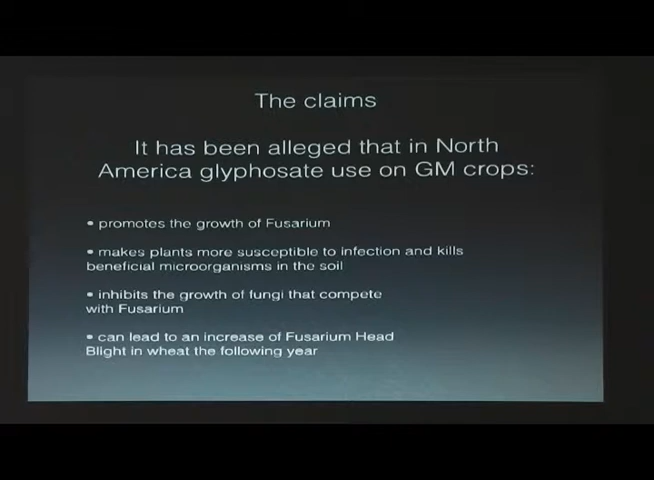 The claims
It has been alleged that in North
America glyphosate use on GM crops:
• promotes the growth of Fusarium
• makes plants more susceptible to infection and kills
beneficial microorganisms in the soil
• inhibits the growth of fungi that compete
with Fusarium
• can lead to an increase of Fusarium Head
Blight in wheat the following year